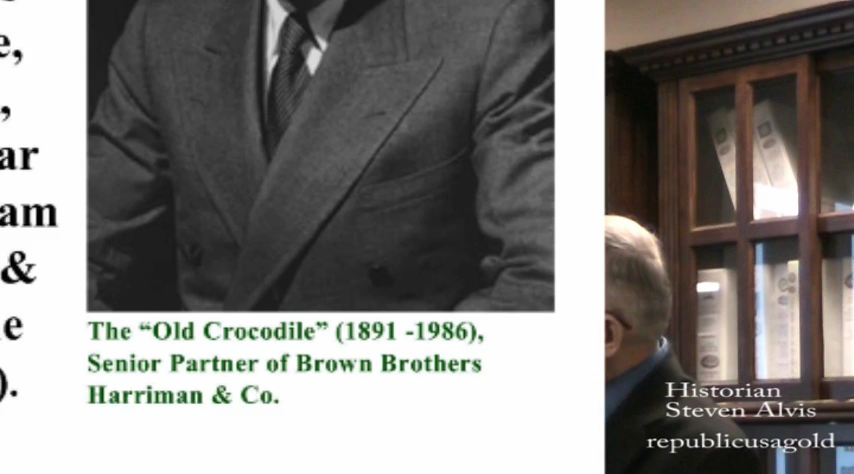 e,
,
ar
am
&
e
).
The “Old Crocodile” (1891 -1986),
Senior Partner of Brown Brothers
Harriman & Co.
Historian
Steven Alvis
republicusagold